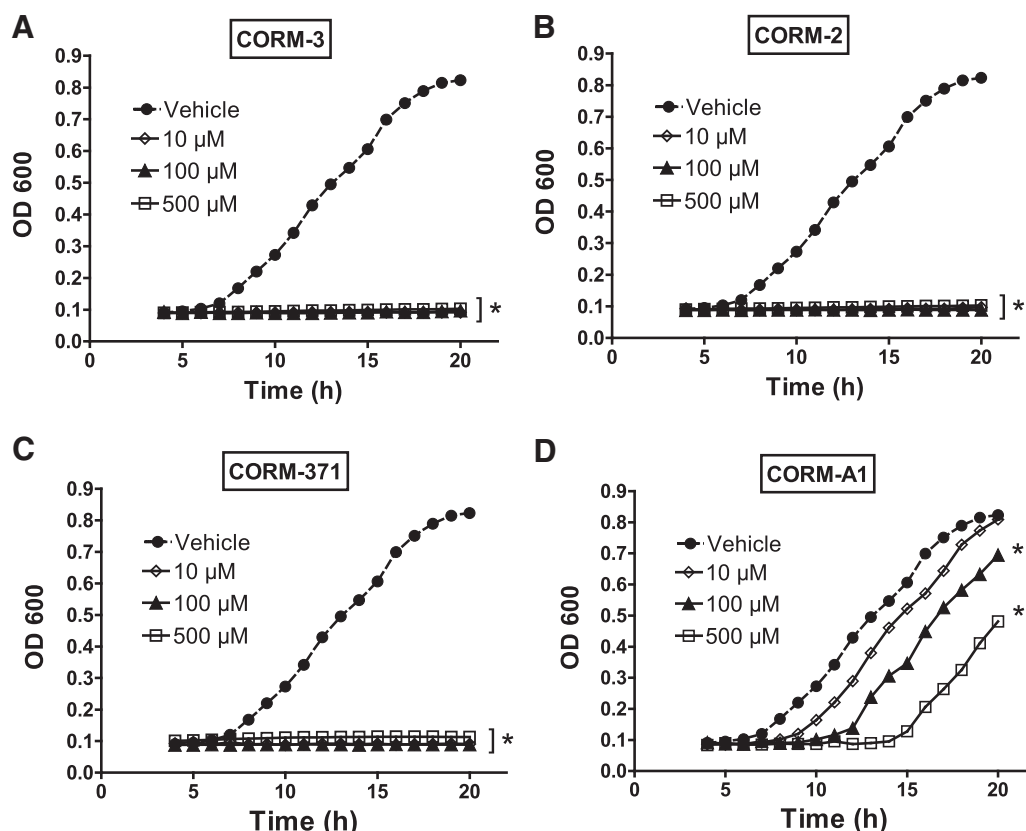 A
CORM-3
0.9
0.8
0.7
0.6
0.5
0.4
0.3
0.2
0.1
0.0
OD 600
Vehicle
10 µM
100 µM
500 µM
*
0 5 10 15 20
Time (h)
B
CORM-2
0.9
0.8
0.7
0.6
0.5
0.4
0.3
0.2
0.1
0.0
OD 600
Vehicle
10 µM
100 µM
500 µM
*
0 5 10 15 20
Time (h)
C
CORM-371
0.9
0.8
0.7
0.6
0.5
0.4
0.3
0.2
0.1
0.0
OD 600
Vehicle
10 µM
100 µM
500 µM
*
0 5 10 15 20
Time (h)
D
CORM-A1
0.9
0.8
0.7
0.6
0.5
0.4
0.3
0.2
0.1
0.0
OD 600
Vehicle
10 µM
100 µM
500 µM
*
*
0 5 10 15 20
Time (h)